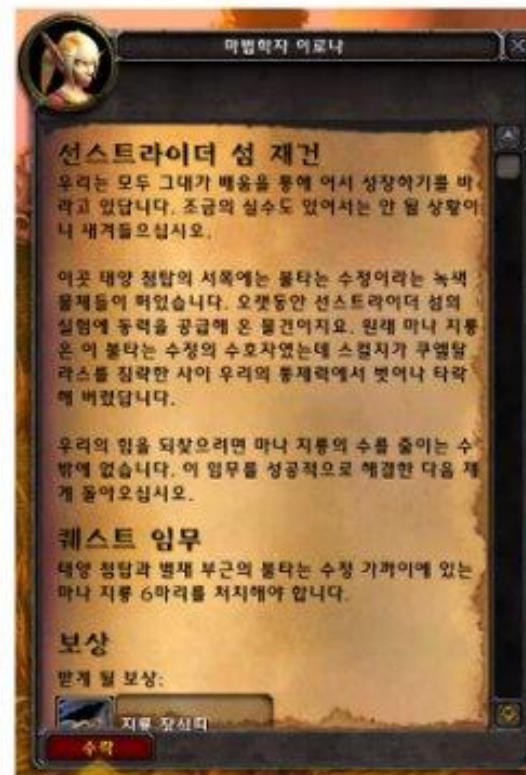 마법학자 이로나
선스트라이더 섬 재건
우리는 모두 그대가 배움을 통해 어서 성장하기를 바
라고 있답니다. 조금의 실수도 있어서는 안 될 상황이
니 새겨들으십시오.
이곳 태양 첨탑의 서쪽에는 불타는 수정이라는 녹색
물체들이 떠있습니다. 오랫동안 선스트라이더 섬의
실험에 동력을 공급해 온 물건이지요. 원래 마나 지룡
은 이 불타는 수정의 수호자였는데 스컬지가 쿠엘탈
라스를 침략한 사이 우리의 통제력에서 벗어나 타락
해 버렸답니다.
우리의 힘을 되찾으려면 마나 지룡의 수를 줄이는 수
밖에 없습니다. 이 임무를 성공적으로 해결한 다음 제
게 돌아오십시오.
퀘스트 임무
태양 첨탑과 별채 부근의 불타는 수정 가까이에 있는
마나 지룡 6마리를 처치해야 합니다.
보상
받게 될 보상:
지룡 장식띠
수락